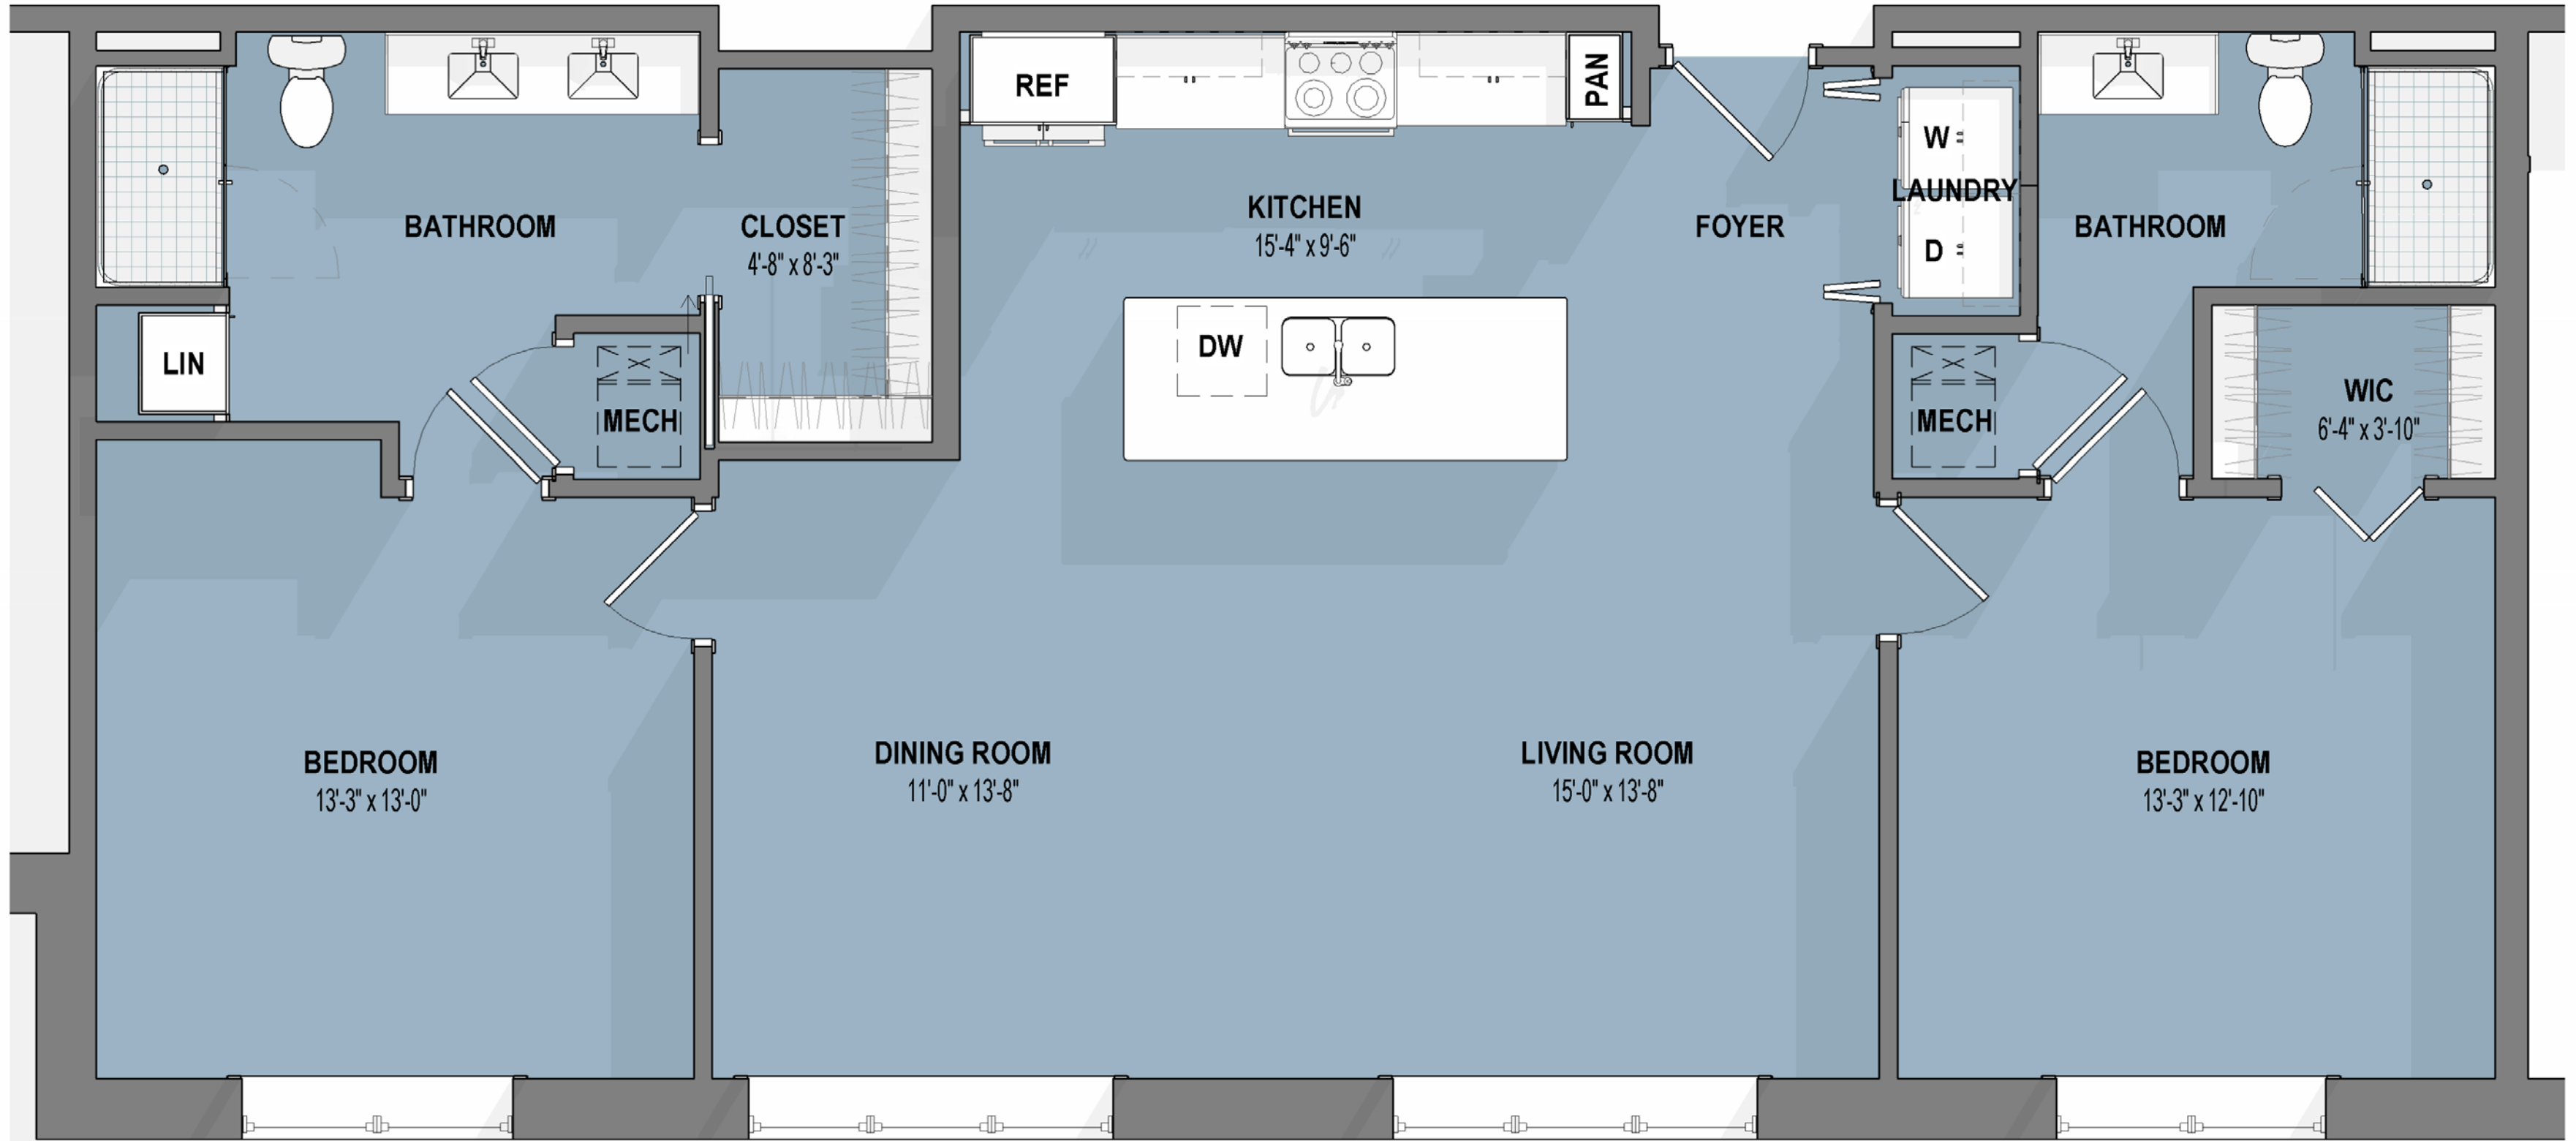 REF
PAN
W
LAUNDRY
D
BATHROOM
CLOSET
4'-8" x 8'-3"
KITCHEN
15'-4" x 9'-6"
FOYER
BATHROOM
LIN
MECH
DW
MECH
WIC
6'-4" x 3'-10"
BEDROOM
13'-3" x 13'-0"
DINING ROOM
11'-0" x 13'-8"
LIVING ROOM
15'-0" x 13'-8"
BEDROOM
13'-3" x 12'-10"